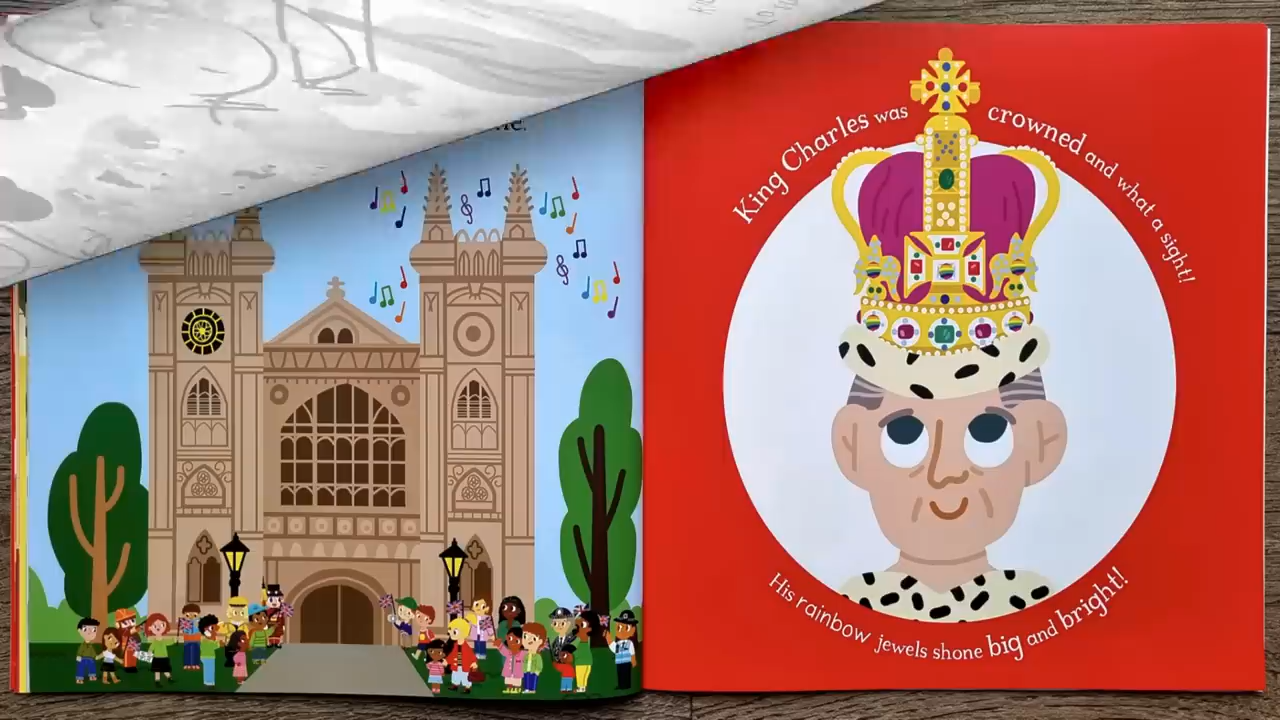 King Charles was crowned and what a sight!
His rainbow jewels shone big and bright!